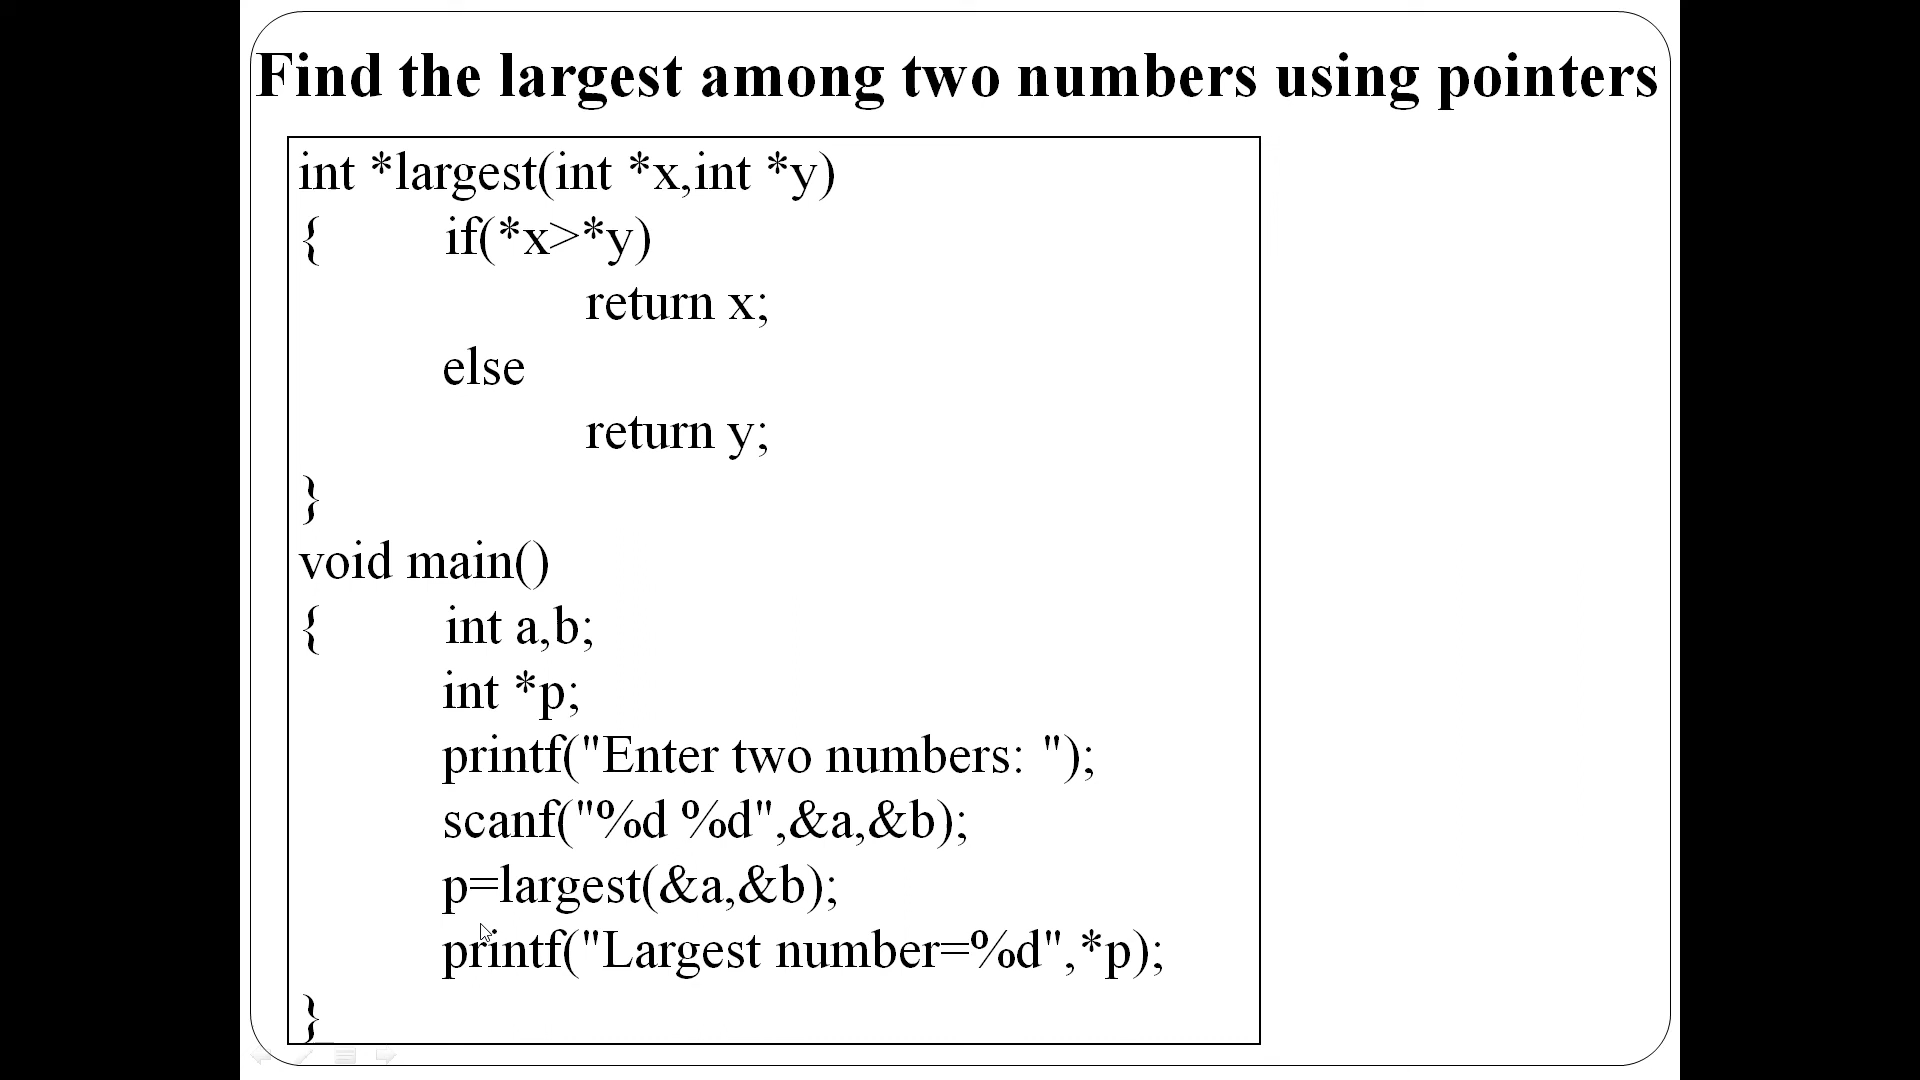 Find the largest among two numbers using pointers
int *largest(int *x,int *y)
{ if(*x>*y)
return x;
else
return y;
}
void main()
{ int a,b;
int *p;
printf("Enter two numbers: ");
scanf("%d %d",&a,&b);
p=largest(&a,&b);
printf("Largest number=%d",*p);
}